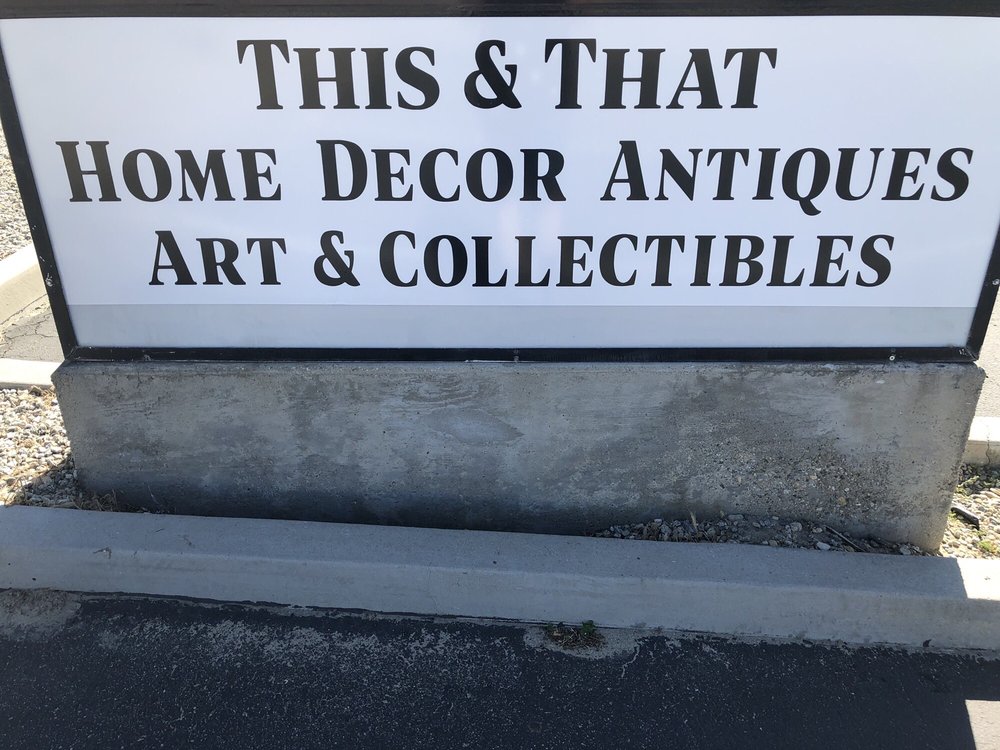 This & That
Home Decor Antiques
Art & Collectibles